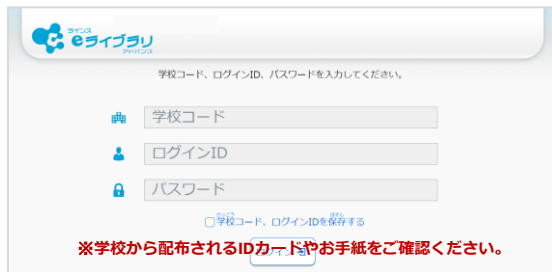 ラインズ
eライブラリ
アドバンス
学校コード、ログインID、パスワードを入力してください。
学校コード
ログインID
パスワード
学校コード、ログインIDを保存する
※学校から配布されるIDカードやお手紙をご確認ください。